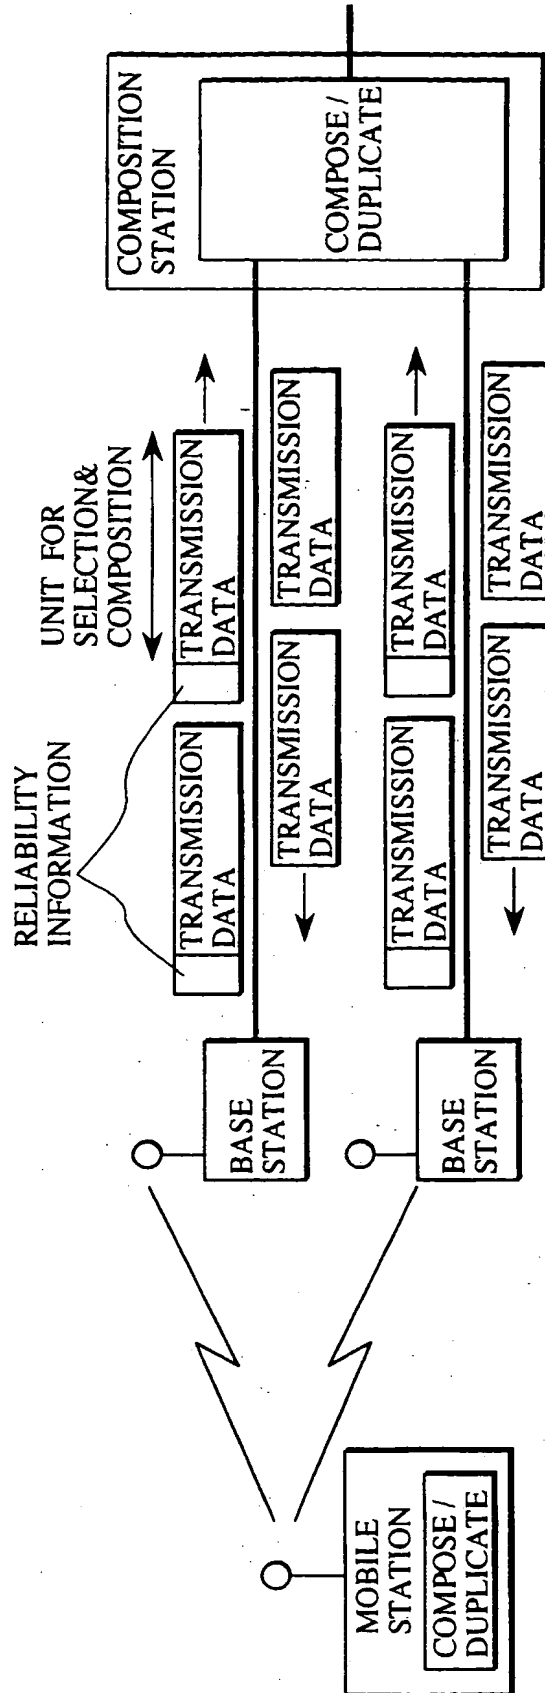 RELIABILITY
INFORMATION
UNIT FOR
SELECTION&
COMPOSITION
COMPOSITION
STATION
TRANSMISSION
DATA
TRANSMISSION
DATA
TRANSMISSION
DATA
TRANSMISSION
DATA
COMPOSE /
DUPLICATE
BASE
STATION
TRANSMISSION
DATA
TRANSMISSION
DATA
TRANSMISSION
DATA
TRANSMISSION
DATA
BASE
STATION
MOBILE
STATION
COMPOSE /
DUPLICATE